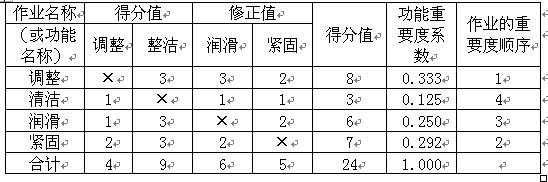 作业名称（或功能名称） 得分值 修正值 得分值 功能重要度系数 作业的重要度顺序
调整 整洁 润滑 紧固
调整 × 3 3 2 8 0.333 1
清洁 1 × 1 1 3 0.125 4
润滑 1 3 × 2 6 0.250 3
紧固 2 3 2 × 7 0.292 2
合计 4 9 6 5 24 1.000